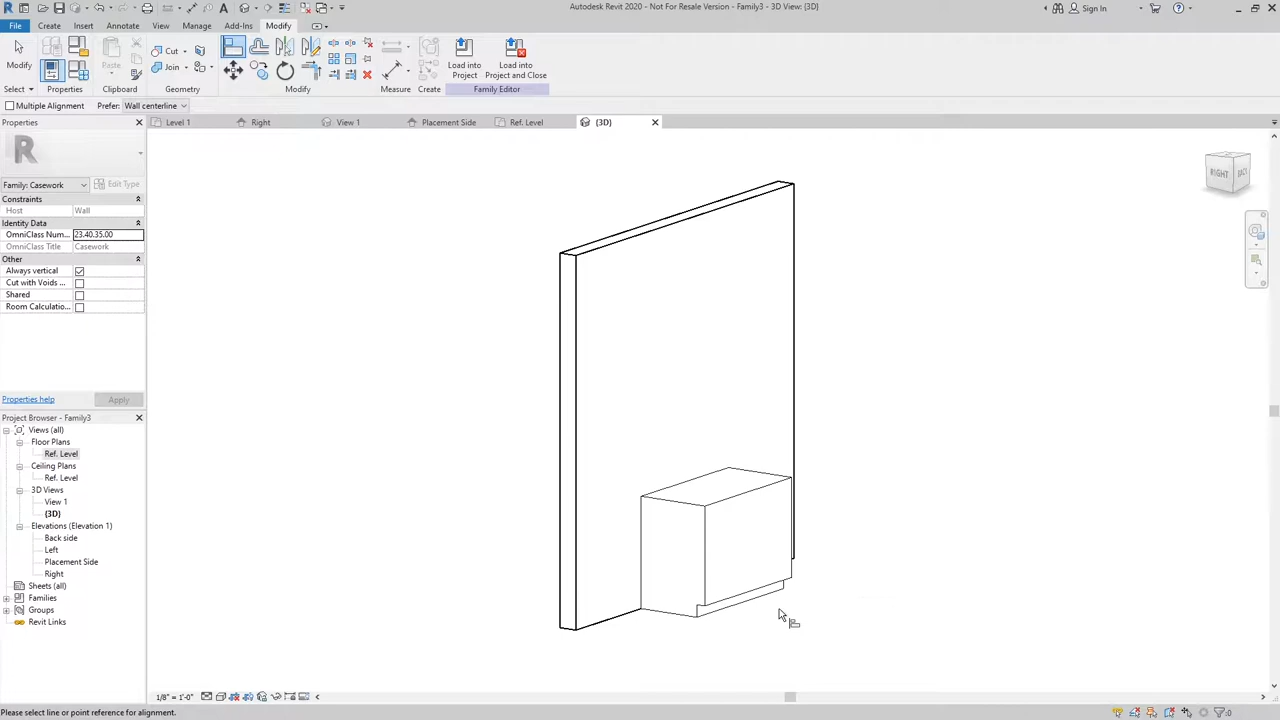 Autodesk Revit 2020 - Not For Resale Version - Family3 - 3D View: {3D}
Sign In
File
Create
Insert
Annotate
View
Manage
Add-Ins
Modify
Modify
Paste
Cut
Join
Load into
Project
Load into
Project and Close
Select
Properties
Clipboard
Geometry
Modify
Measure
Create
Family Editor
Multiple Alignment
Prefer:
Wall centerline
Properties
Level 1
Right
View 1
Placement Side
Ref. Level
{3D}
Family: Casework
Edit Type
Constraints
Host
Wall
Identity Data
OmniClass Num...
23.40.35.00
OmniClass Title
Casework
Other
Always vertical
Cut with Voids ...
Shared
Room Calculatio...
Properties help
Apply
Project Browser - Family3
Views (all)
Floor Plans
Ref. Level
Ceiling Plans
Ref. Level
3D Views
View 1
{3D}
Elevations (Elevation 1)
Back side
Left
Placement Side
Right
Sheets (all)
Families
Groups
Revit Links
RIGHT
1/8" = 1'-0"
Please select line or point reference for alignment.
:0